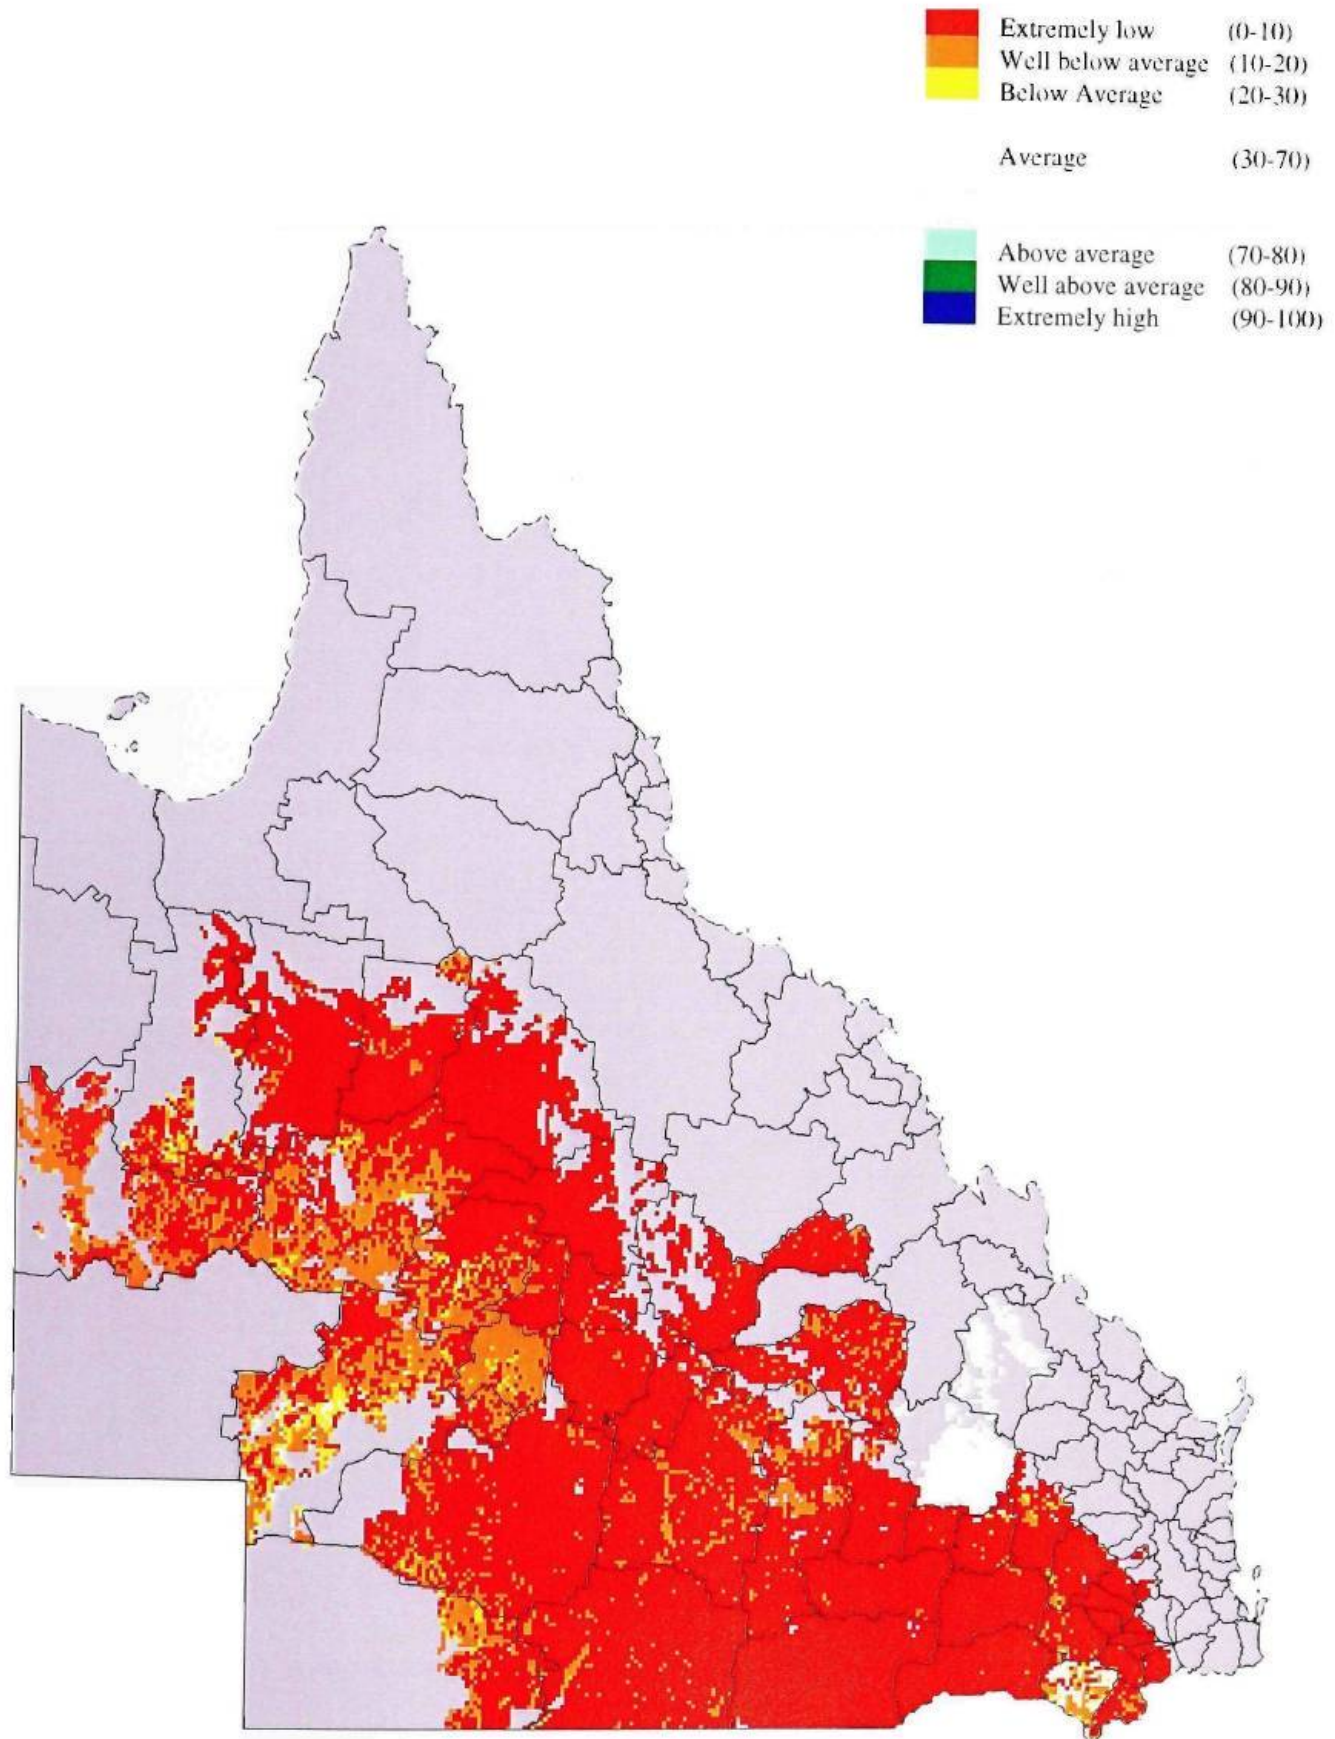 Extremely low (0-10)
Well below average (10-20)
Below Average (20-30)
Average (30-70)
Above average (70-80)
Well above average (80-90)
Extremely high (90-100)